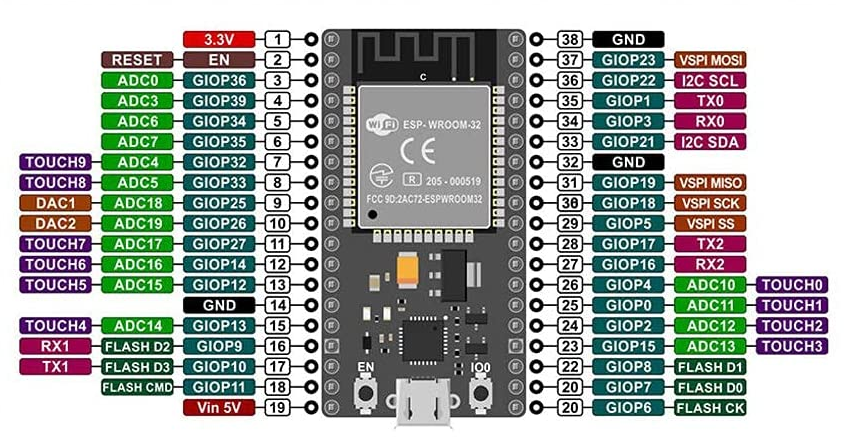 3.3V 1 38 GND
RESET EN 2 37 GIOP23 VSPI MOSI
ADC0 GIOP36 3 36 GIOP22 I2C SCL
ADC3 GIOP39 4 35 GIOP1 TX0
ADC6 GIOP34 5 34 GIOP3 RX0
ADC7 GIOP35 6 33 GIOP21 I2C SDA
TOUCH9 ADC4 GIOP32 7 32 GND
TOUCH8 ADC5 GIOP33 8 31 GIOP19 VSPI MISO
DAC1 ADC18 GIOP25 9 30 GIOP18 VSPI SCK
DAC2 ADC19 GIOP26 10 29 GIOP5 VSPI SS
TOUCH7 ADC17 GIOP27 11 28 GIOP17 TX2
TOUCH6 ADC16 GIOP14 12 27 GIOP16 RX2
TOUCH5 ADC15 GIOP12 13 26 GIOP4 ADC10 TOUCH0
GND 14 25 GIOP0 ADC11 TOUCH1
TOUCH4 ADC14 GIOP13 15 24 GIOP2 ADC12 TOUCH2
RX1 FLASH D2 GIOP9 16 23 GIOP15 ADC13 TOUCH3
TX1 FLASH D3 GIOP10 17 22 GIOP8 FLASH D1
FLASH CMD GIOP11 18 20 GIOP7 FLASH D0
Vin 5V 19 20 GIOP6 FLASH CK
C
WiFi ESP-WROOM-32
CE
R 205-000519
FCC 9D:2AC72-ESPWROOM32
EN IO0